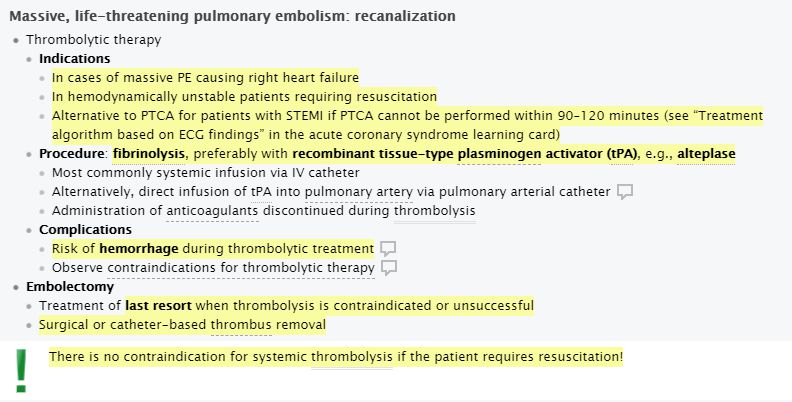 Massive, life-threatening pulmonary embolism: recanalization
Thrombolytic therapy
Indications
In cases of massive PE causing right heart failure
In hemodynamically unstable patients requiring resuscitation
Alternative to PTCA for patients with STEMI if PTCA cannot be performed within 90–120 minutes (see “Treatment
algorithm based on ECG findings” in the acute coronary syndrome learning card)
Procedure: fibrinolysis, preferably with recombinant tissue-type plasminogen activator (tPA), e.g., alteplase
Most commonly systemic infusion via IV catheter
Alternatively, direct infusion of tPA into pulmonary artery via pulmonary arterial catheter
Administration of anticoagulants discontinued during thrombolysis
Complications
Risk of hemorrhage during thrombolytic treatment
Observe contraindications for thrombolytic therapy
Embolectomy
Treatment of last resort when thrombolysis is contraindicated or unsuccessful
Surgical or catheter-based thrombus removal
There is no contraindication for systemic thrombolysis if the patient requires resuscitation!